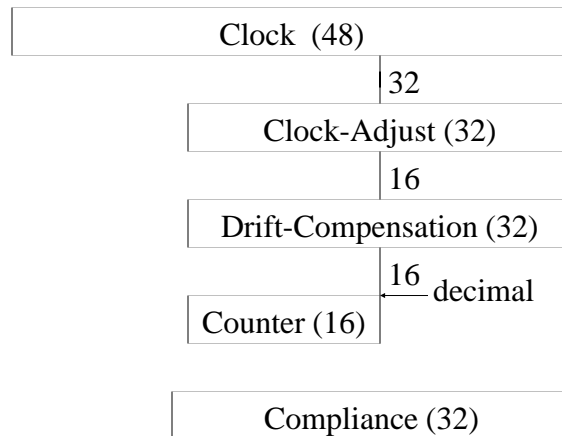 Clock (48)
32
Clock-Adjust (32)
16
Drift-Compensation (32)
16
decimal
Counter (16)
Compliance (32)